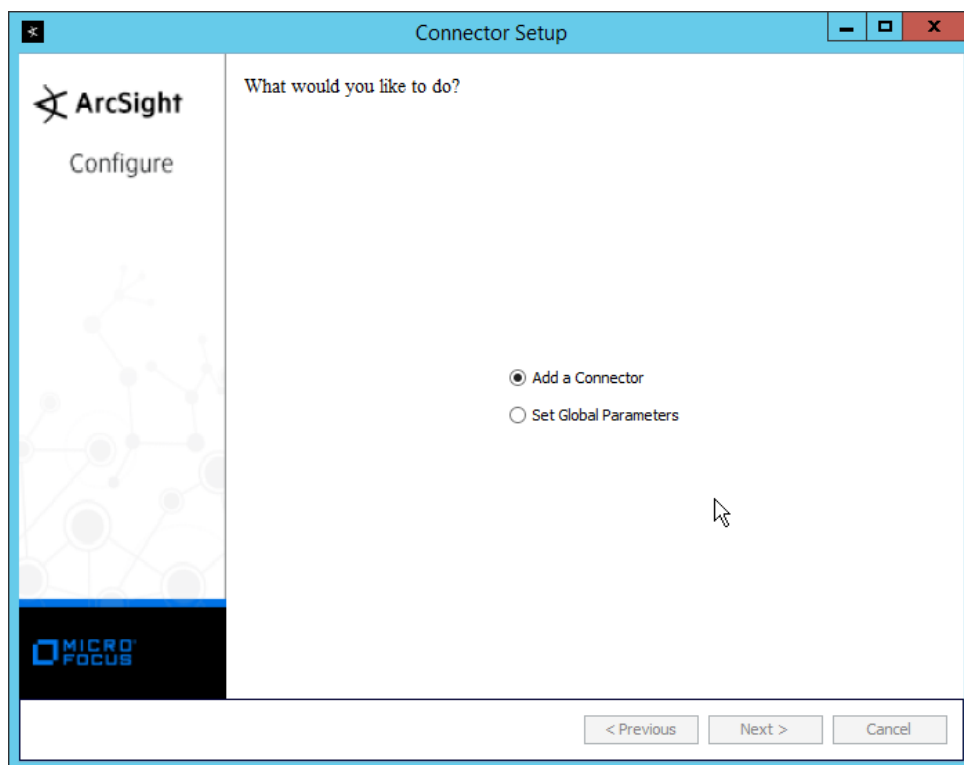 Connector Setup
ArcSight
Configure
What would you like to do?
Add a Connector
Set Global Parameters
MICRO
FOCUS
< Previous
Next >
Cancel